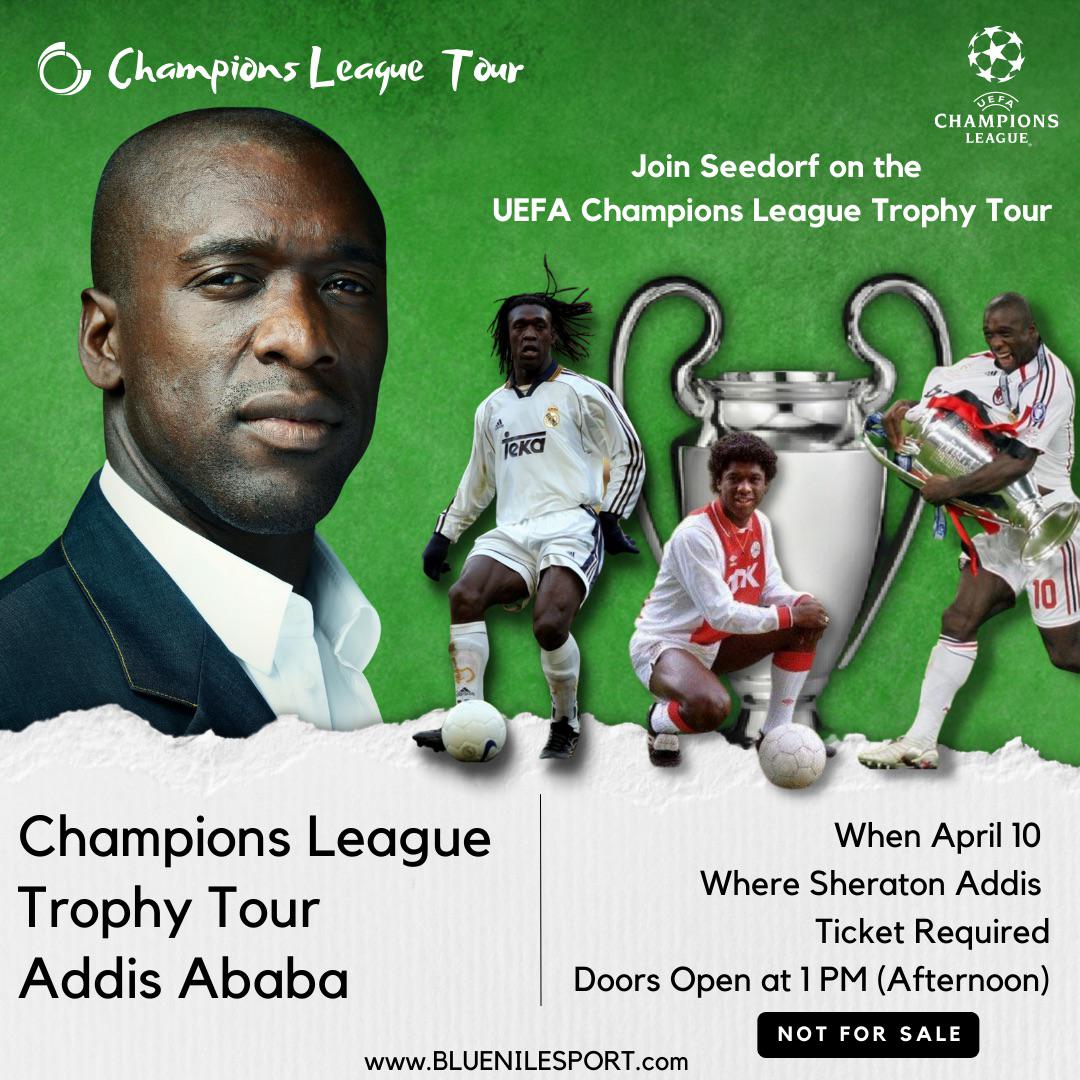 Champions League Tour
UEFA
CHAMPIONS
LEAGUE
Join Seedorf on the
UEFA Champions League Trophy Tour
Teka
10
Champions League
Trophy Tour
Addis Ababa
When April 10
Where Sheraton Addis
Ticket Required
Doors Open at 1 PM (Afternoon)
NOT FOR SALE
www.BLUENILESPORT.com